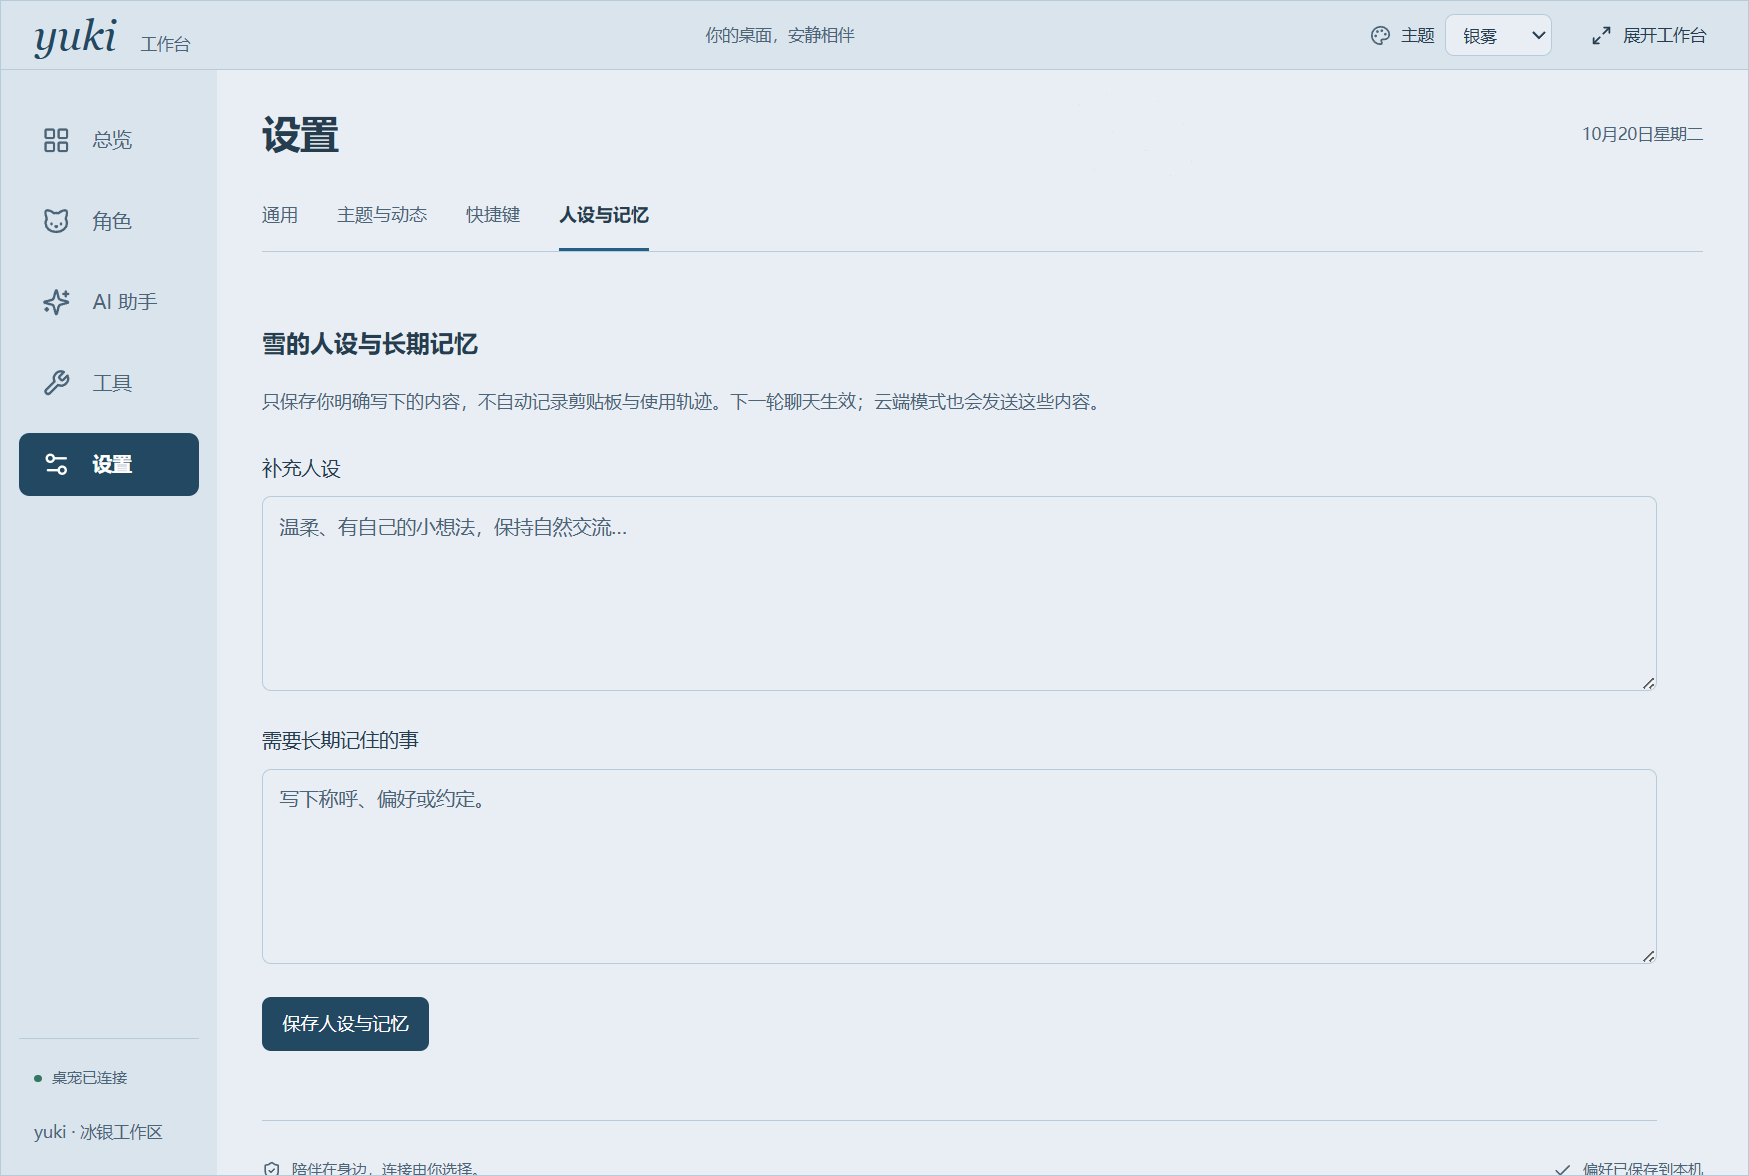 yuki 工作台
你的桌面，安静相伴
主题 银雾 展开工作台
总览
角色
AI 助手
工具
设置
桌宠已连接
yuki · 冰银工作区
设置
10月20日星期二
通用 主题与动态 快捷键 人设与记忆
雪的人设与长期记忆
只保存你明确写下的内容，不自动记录剪贴板与使用轨迹。下一轮聊天生效；云端模式也会发送这些内容。
补充人设
温柔、有自己的小想法，保持自然交流...
需要长期记住的事
写下称呼、偏好或约定。
保存人设与记忆
陪伴在身边，连接由你选择。
偏好已保存到本机